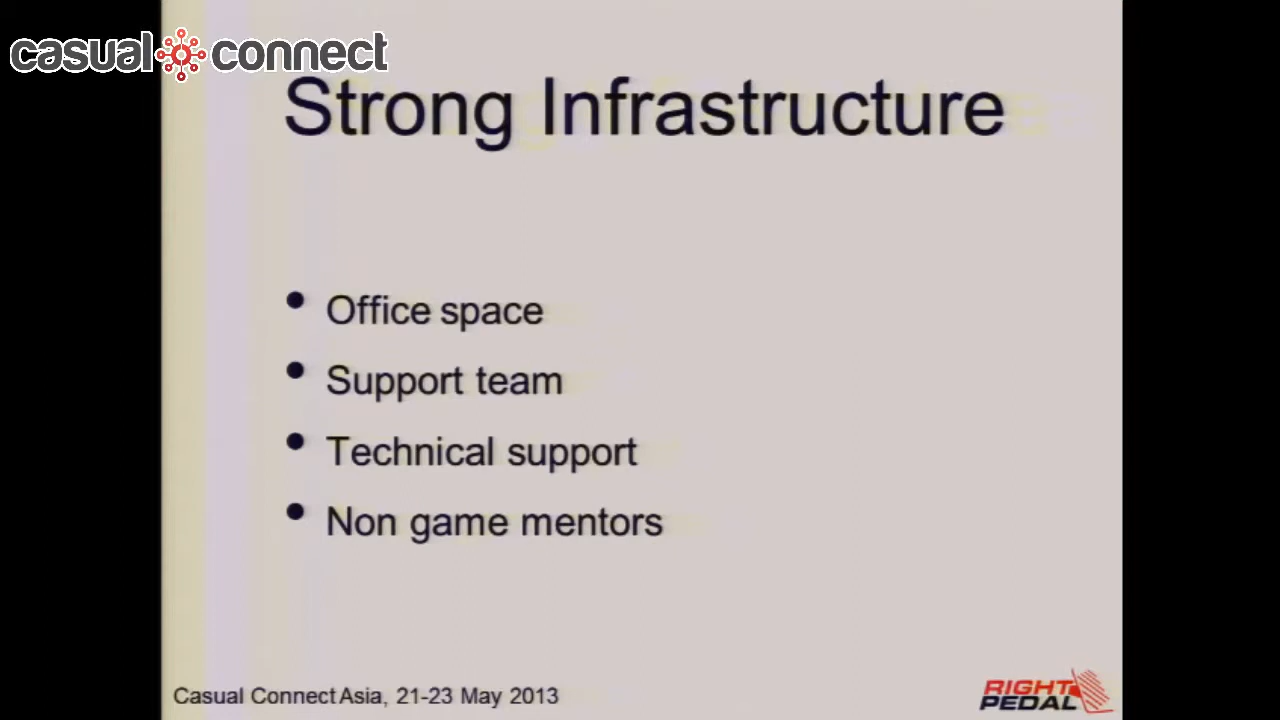 casual connect
Strong Infrastructure
• Office space
• Support team
• Technical support
• Non game mentors
Casual Connect Asia, 21-23 May 2013
RIGHT
PEDAL